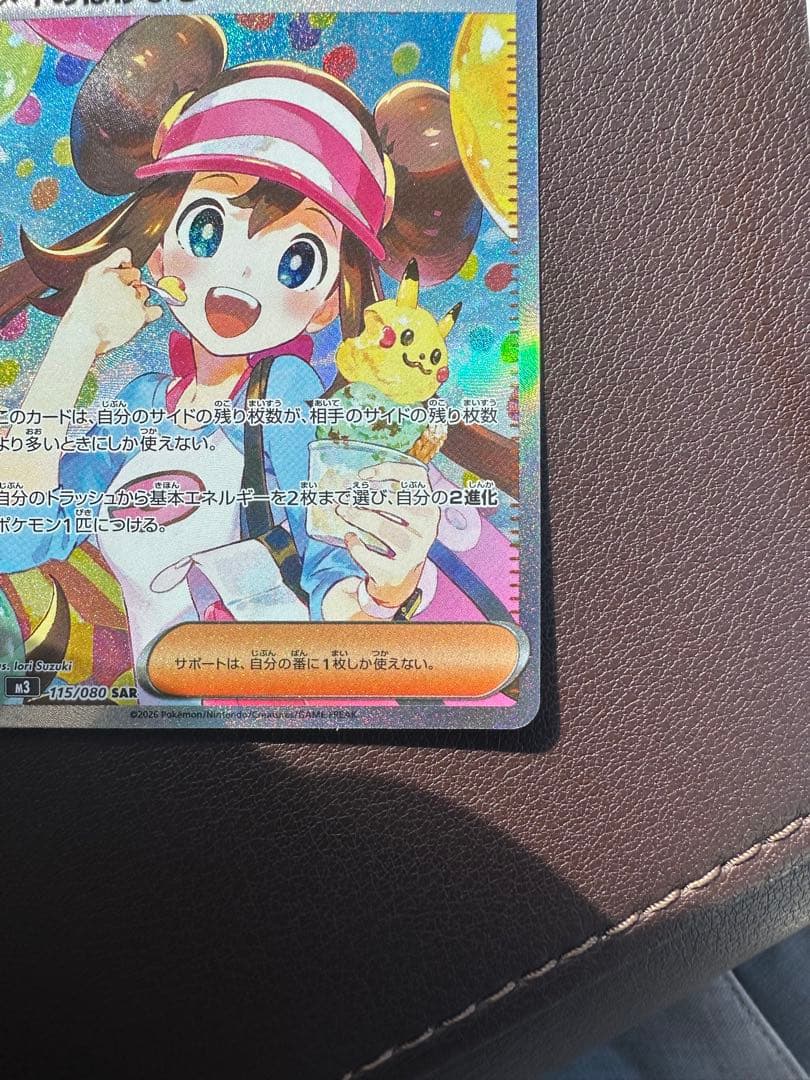 このカードは、自分のサイドの残り枚数が、相手のサイドの残り枚数
より多いときにしか使えない。
自分のトラッシュから基本エネルギーを2枚まで選び、自分の2進化
ポケモン1匹につける。
サポートは、自分の番に1枚しか使えない。
Iori Suzuki
M3 115/080 SAR
©2026 Pokémon/Nintendo/Creatures/GAME FREAK